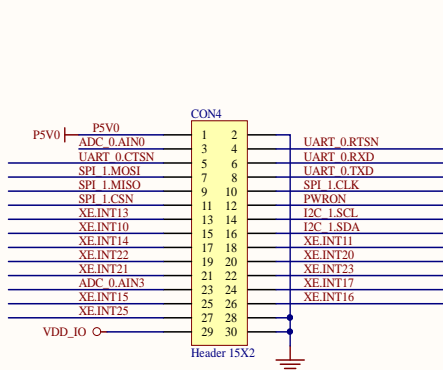 CON4
P5V0 P5V0 1 2
ADC_0.AIN0 3 4 UART_0.RTSN
UART_0.CTSN 5 6 UART_0.RXD
SPI_1.MOSI 7 8 UART_0.TXD
SPI_1.MISO 9 10 SPI_1.CLK
SPI_1.CSN 11 12 PWRON
XE.INT13 13 14 I2C_1.SCL
XE.INT10 15 16 I2C_1.SDA
XE.INT14 17 18 XE.INT11
XE.INT22 19 20 XE.INT20
XE.INT21 21 22 XE.INT23
ADC_0.AIN3 23 24 XE.INT17
XE.INT15 25 26 XE.INT16
XE.INT25 27 28
VDD_IO 29 30
Header 15X2